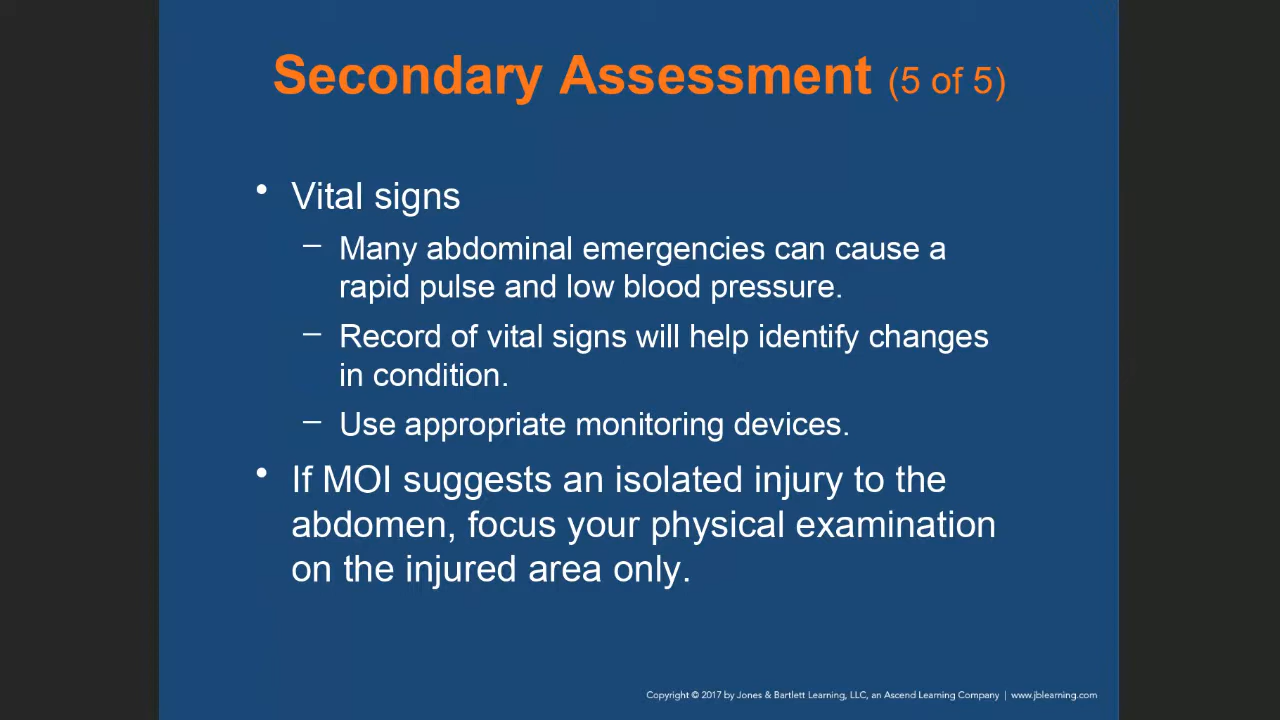 Secondary Assessment (5 of 5)
• Vital signs
– Many abdominal emergencies can cause a
rapid pulse and low blood pressure.
– Record of vital signs will help identify changes
in condition.
– Use appropriate monitoring devices.
• If MOI suggests an isolated injury to the
abdomen, focus your physical examination
on the injured area only.
Copyright © 2017 by Jones & Bartlett Learning, LLC, an Ascend Learning Company | www.jblearning.com